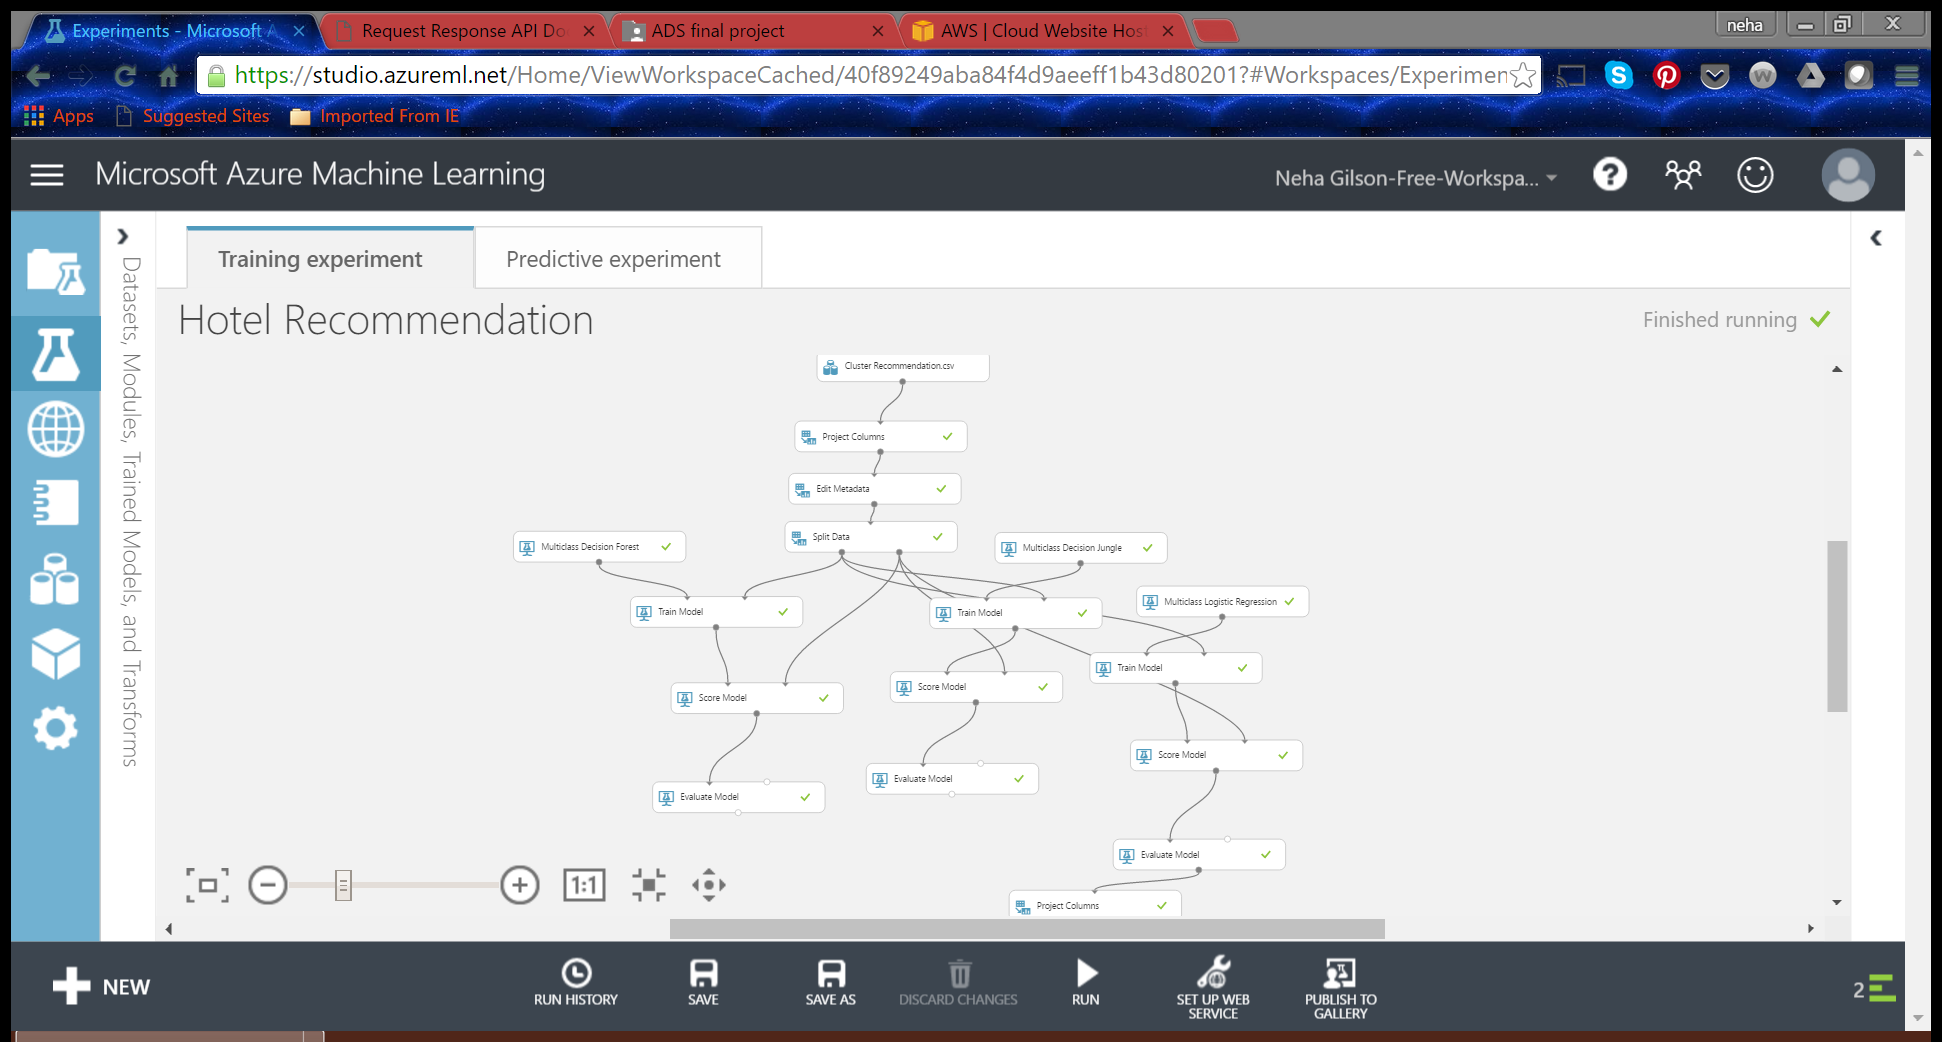 Experiments - Microsoft A
Request Response API Do
ADS final project
AWS | Cloud Website Hos
neha
https://studio.azureml.net/Home/ViewWorkspaceCached/40f89249aba84f4d9aeeff1b43d80201?#Workspaces/Experimen
Apps
Suggested Sites
Imported From IE
Microsoft Azure Machine Learning
Neha Gilson-Free-Workspa...
Datasets, Modules, Trained Models, and Transforms
Training experiment
Predictive experiment
Hotel Recommendation
Finished running
Cluster Recommendation.csv
Project Columns
Edit Metadata
Split Data
Multiclass Decision Forest
Multiclass Decision Jungle
Multiclass Logistic Regression
Train Model
Train Model
Train Model
Score Model
Score Model
Score Model
Evaluate Model
Evaluate Model
Evaluate Model
Project Columns
1:1
NEW
RUN HISTORY
SAVE
SAVE AS
DISCARD CHANGES
RUN
SET UP WEB
SERVICE
PUBLISH TO
GALLERY
2